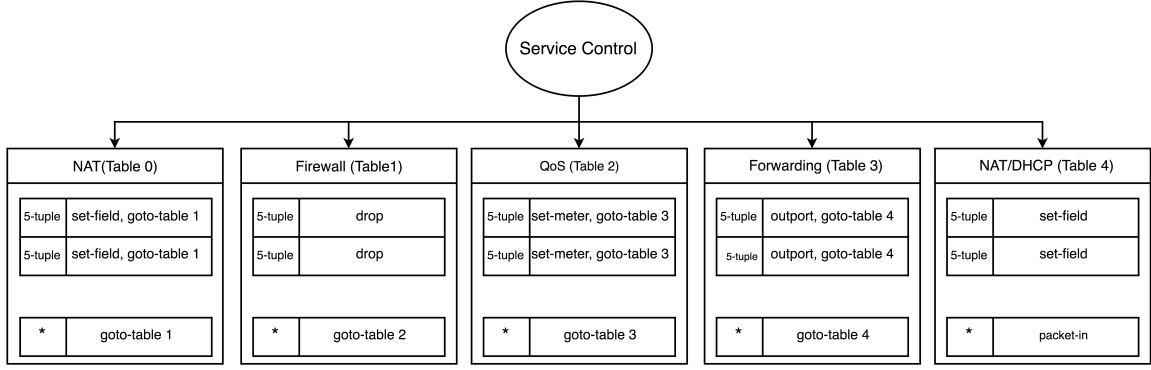 Service Control
NAT(Table 0)
5-tuple set-field, goto-table 1
5-tuple set-field, goto-table 1
* goto-table 1
Firewall (Table1)
5-tuple drop
5-tuple drop
* goto-table 2
QoS (Table 2)
5-tuple set-meter, goto-table 3
5-tuple set-meter, goto-table 3
* goto-table 3
Forwarding (Table 3)
5-tuple outport, goto-table 4
5-tuple outport, goto-table 4
* goto-table 4
NAT/DHCP (Table 4)
5-tuple set-field
5-tuple set-field
* packet-in